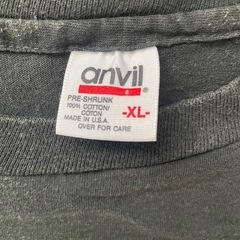 anvil®
PRE-SHRUNK
100% COTTON/
COTON
-XL-
MADE IN U.S.A.
OVER FOR CARE